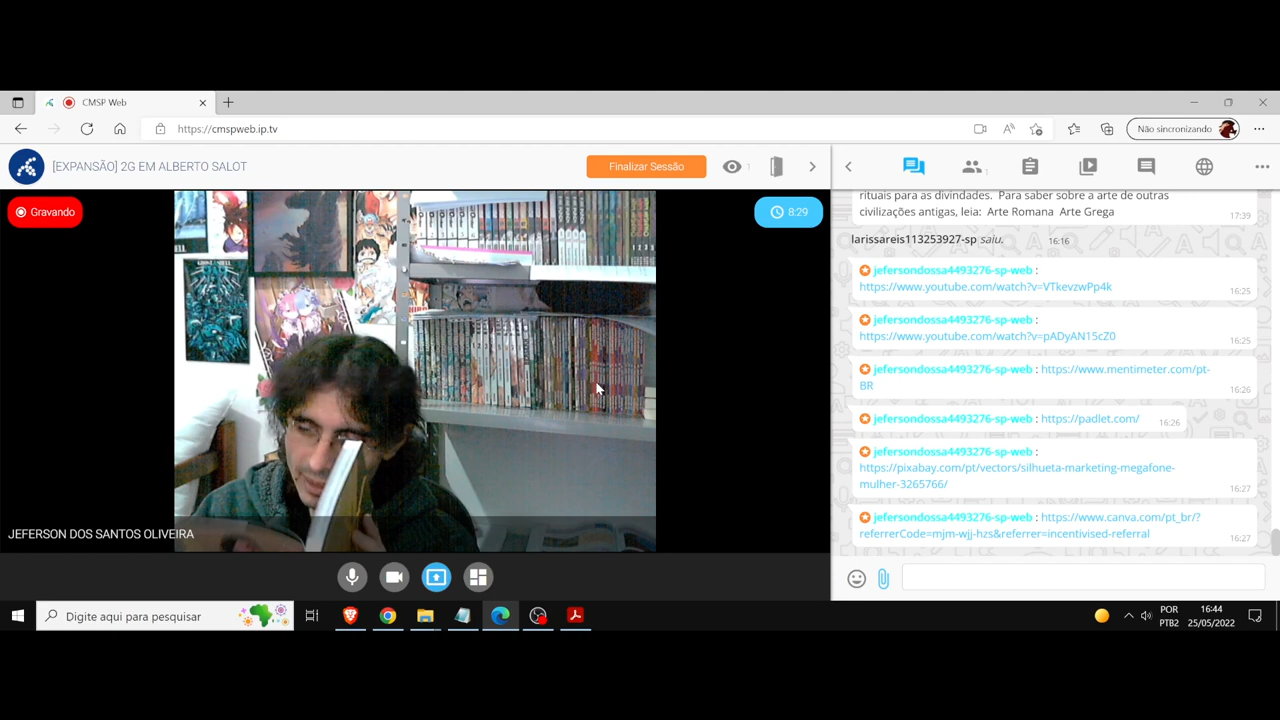 CMSP Web
https://cmspweb.ip.tv
Não sincronizando
[EXPANSÃO] 2G EM ALBERTO SALOT
Finalizar Sessão
1
1
Gravando
8:29
JEFERSON DOS SANTOS OLIVEIRA
rituais para as divindades. Para saber sobre a arte de outras
civilizações antigas, leia: Arte Romana Arte Grega
17:39
larissareis113253927-sp saiu. 16:16
jefersondossa4493276-sp-web :
https://www.youtube.com/watch?v=VTkevzwPp4k
16:25
jefersondossa4493276-sp-web :
https://www.youtube.com/watch?v=pADyAN15cZ0
16:25
jefersondossa4493276-sp-web : https://www.mentimeter.com/pt-
BR
16:26
jefersondossa4493276-sp-web : https://padlet.com/ 16:26
jefersondossa4493276-sp-web :
https://pixabay.com/pt/vectors/silhueta-marketing-megafone-
mulher-3265766/
16:27
jefersondossa4493276-sp-web : https://www.canva.com/pt_br/?
referrerCode=mjm-wjj-hzs&referrer=incentivised-referral
16:27
Digite aqui para pesquisar
POR
PTB2
16:44
25/05/2022